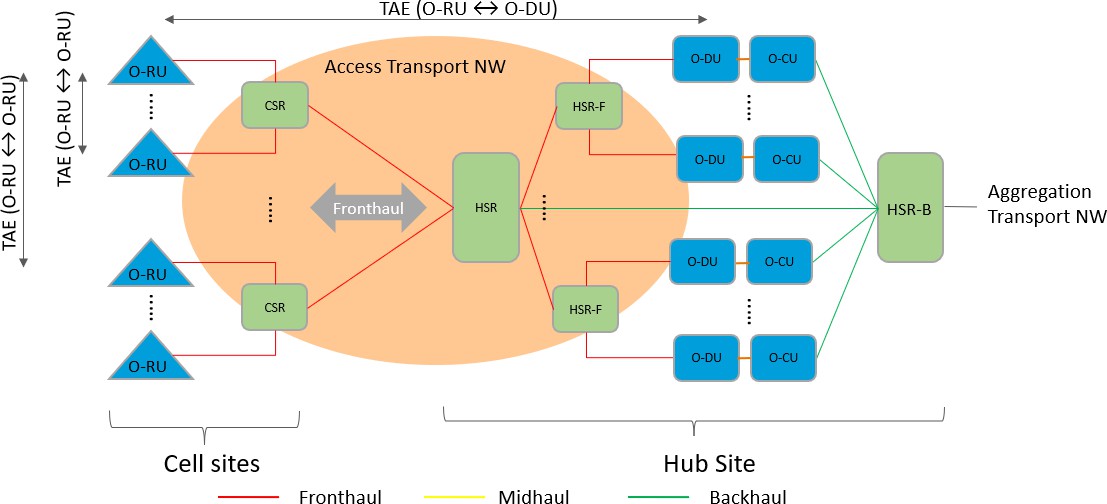 TAE (O-RU ↔ O-DU)
TAE (O-RU ↔ O-RU)
TAE (O-RU ↔ O-RU)
Access Transport NW
O-RU
CSR
HSR-F
O-DU
O-CU
O-RU
O-DU
O-CU
Fronthaul
HSR
HSR-B
Aggregation
Transport NW
O-RU
CSR
HSR-F
O-DU
O-CU
O-RU
O-DU
O-CU
Cell sites
Hub Site
Fronthaul
Midhaul
Backhaul